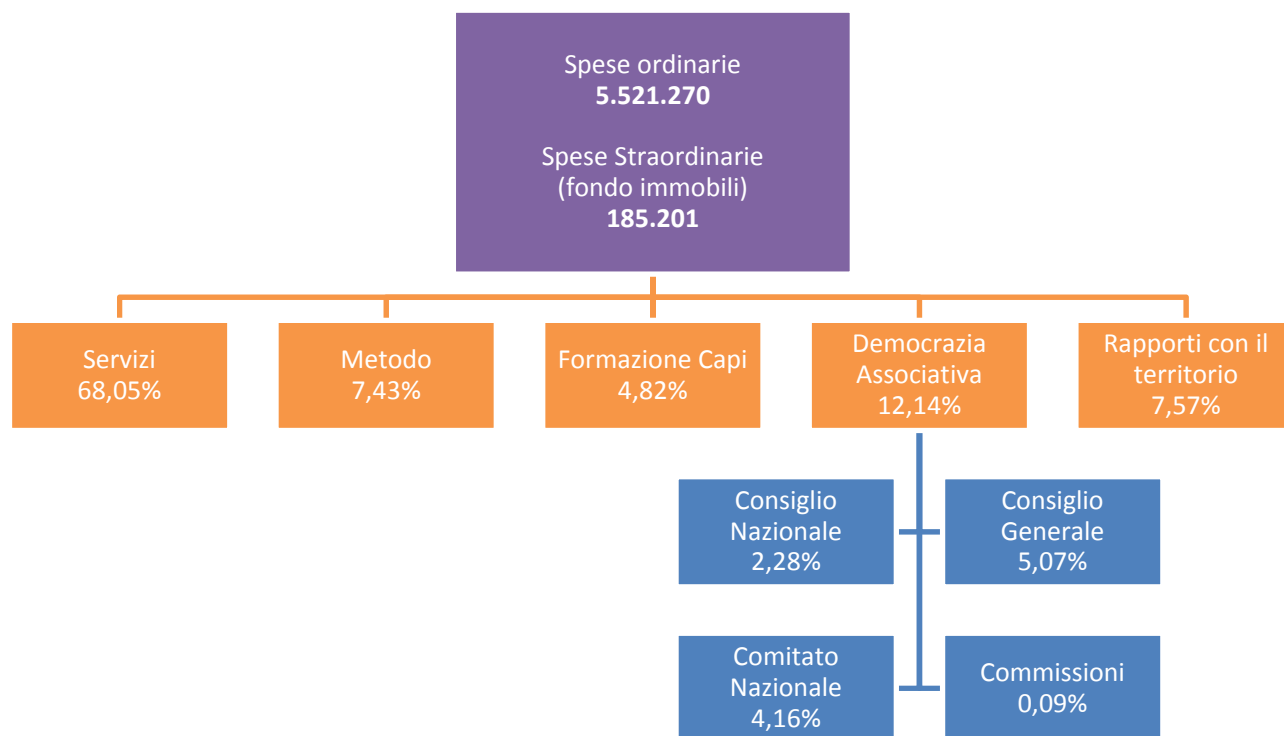 Spese ordinarie
5.521.270
Spese Straordinarie
(fondo immobili)
185.201
Servizi
68,05%
Metodo
7,43%
Formazione Capi
4,82%
Democrazia
Associativa
12,14%
Rapporti con il
territorio
7,57%
Consiglio
Nazionale
2,28%
Consiglio
Generale
5,07%
Comitato
Nazionale
4,16%
Commissioni
0,09%